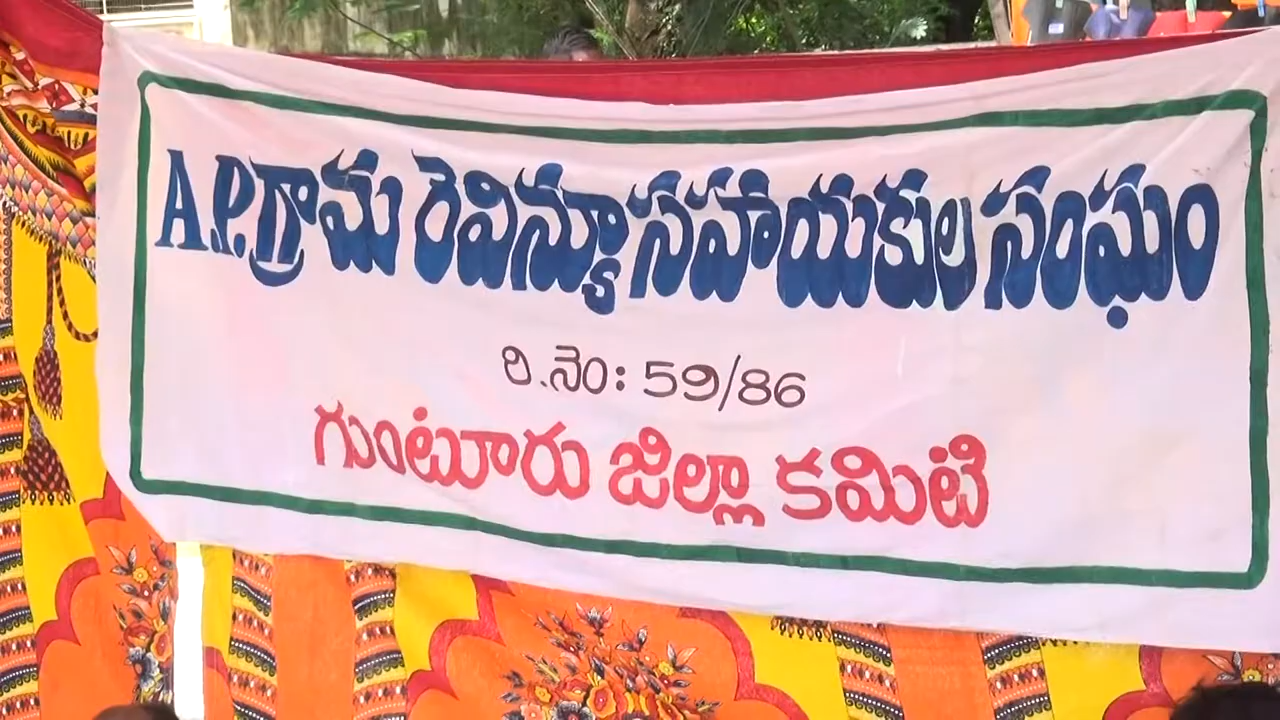 A.P.గ్రామ రెవిన్యూ సహాయకుల సంఘం
రి.నెం: 59/86
గుంటూరు జిల్లా కమిటి